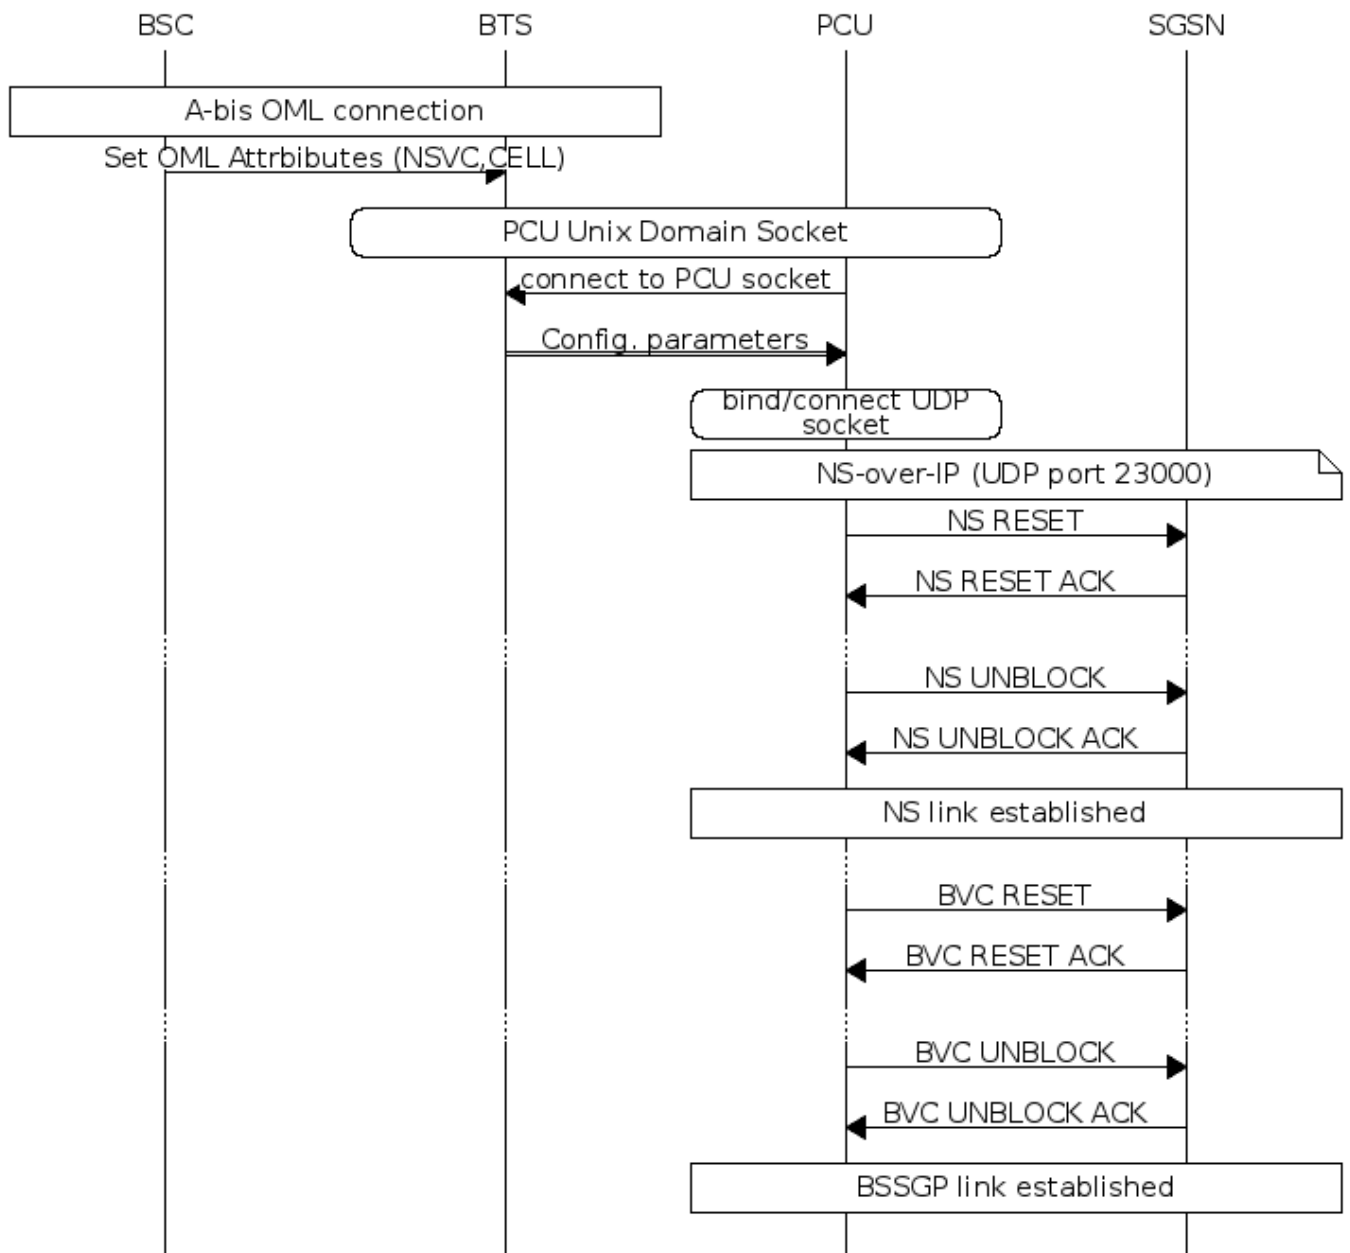 BSC BTS PCU SGSN
A-bis OML connection
Set OML Attrbibutes (NSVC,CELL)
PCU Unix Domain Socket
connect to PCU socket
Config. parameters
bind/connect UDP
socket
NS-over-IP (UDP port 23000)
NS RESET
NS RESET ACK
NS UNBLOCK
NS UNBLOCK ACK
NS link established
BVC RESET
BVC RESET ACK
BVC UNBLOCK
BVC UNBLOCK ACK
BSSGP link established